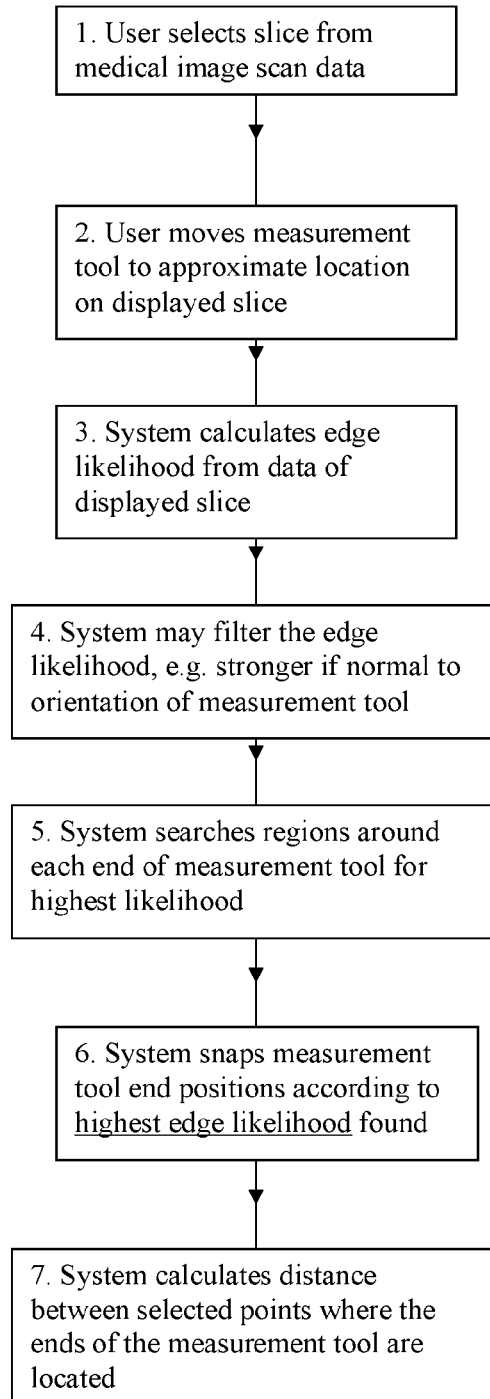 1. User selects slice from
medical image scan data
2. User moves measurement
tool to approximate location
on displayed slice
3. System calculates edge
likelihood from data of
displayed slice
4. System may filter the edge
likelihood, e.g. stronger if normal to
orientation of measurement tool
5. System searches regions around
each end of measurement tool for
highest likelihood
6. System snaps measurement
tool end positions according to
highest edge likelihood found
7. System calculates distance
between selected points where the
ends of the measurement tool are
located